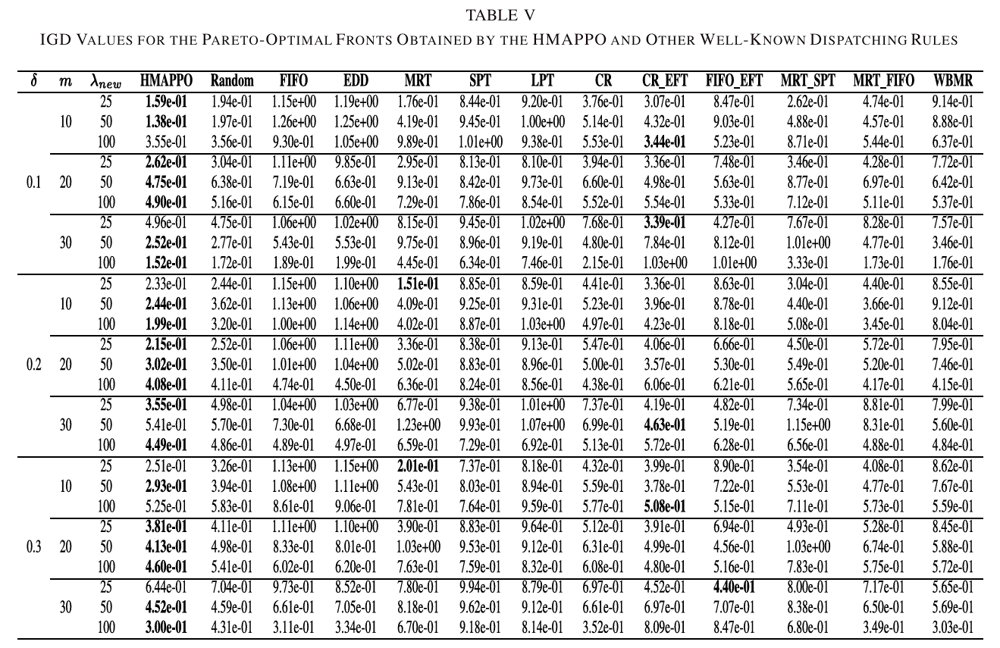 TABLE V
IGD VALUES FOR THE PARETO-OPTIMAL FRONTS OBTAINED BY THE HMAPPO AND OTHER WELL-KNOWN DISPATCHING RULES
δ m λnew HMAPPO Random FIFO EDD MRT SPT LPT CR CR_EFT FIFO_EFT MRT_SPT MRT_FIFO WBMR
25 1.59e-01 1.94e-01 1.15e+00 1.19e+00 1.76e-01 8.44e-01 9.20e-01 3.76e-01 3.07e-01 8.47e-01 2.62e-01 4.74e-01 9.14e-01
10 50 1.38e-01 1.97e-01 1.26e+00 1.25e+00 4.19e-01 9.45e-01 1.00e+00 5.14e-01 4.32e-01 9.03e-01 4.88e-01 4.57e-01 8.88e-01
100 3.55e-01 3.56e-01 9.30e-01 1.05e+00 9.89e-01 1.01e+00 9.38e-01 5.53e-01 3.44e-01 5.23e-01 8.71e-01 5.44e-01 6.37e-01
25 2.62e-01 3.04e-01 1.11e+00 9.85e-01 2.95e-01 8.13e-01 8.10e-01 3.94e-01 3.36e-01 7.48e-01 3.46e-01 4.28e-01 7.72e-01
0.1 20 50 4.75e-01 6.38e-01 7.19e-01 6.63e-01 9.13e-01 8.42e-01 9.73e-01 6.60e-01 4.98e-01 5.63e-01 8.77e-01 6.97e-01 6.42e-01
100 4.90e-01 5.16e-01 6.15e-01 6.60e-01 7.29e-01 7.86e-01 8.54e-01 5.52e-01 5.54e-01 5.33e-01 7.12e-01 5.11e-01 5.37e-01
25 4.96e-01 4.75e-01 1.06e+00 1.02e+00 8.15e-01 9.45e-01 1.02e+00 7.68e-01 3.39e-01 4.27e-01 7.67e-01 8.28e-01 7.57e-01
30 50 2.52e-01 2.77e-01 5.43e-01 5.53e-01 9.75e-01 8.96e-01 9.19e-01 4.80e-01 7.84e-01 8.12e-01 1.01e+00 4.77e-01 3.46e-01
100 1.52e-01 1.72e-01 1.89e-01 1.99e-01 4.45e-01 6.34e-01 7.46e-01 2.15e-01 1.03e+00 1.01e+00 3.33e-01 1.73e-01 1.76e-01
25 2.33e-01 2.44e-01 1.15e+00 1.10e+00 1.51e-01 8.85e-01 8.59e-01 4.41e-01 3.36e-01 8.63e-01 3.04e-01 4.40e-01 8.55e-01
10 50 2.44e-01 3.62e-01 1.13e+00 1.06e+00 4.09e-01 9.25e-01 9.31e-01 5.23e-01 3.96e-01 8.78e-01 4.40e-01 3.66e-01 9.12e-01
100 1.99e-01 3.20e-01 1.00e+00 1.14e+00 4.02e-01 8.87e-01 1.03e+00 4.97e-01 4.23e-01 8.18e-01 5.08e-01 3.45e-01 8.04e-01
25 2.15e-01 2.52e-01 1.06e+00 1.11e+00 3.36e-01 8.38e-01 9.13e-01 5.47e-01 4.06e-01 6.66e-01 4.50e-01 5.72e-01 7.95e-01
0.2 20 50 3.02e-01 3.50e-01 1.01e+00 1.04e+00 5.02e-01 8.83e-01 8.96e-01 5.00e-01 3.57e-01 5.30e-01 5.49e-01 5.20e-01 7.46e-01
100 4.08e-01 4.11e-01 4.74e-01 4.50e-01 6.36e-01 8.24e-01 8.56e-01 4.38e-01 6.06e-01 6.21e-01 5.65e-01 4.17e-01 4.15e-01
25 3.55e-01 4.98e-01 1.04e+00 1.03e+00 6.77e-01 9.38e-01 1.01e+00 7.37e-01 4.19e-01 4.82e-01 7.34e-01 8.81e-01 7.99e-01
30 50 5.41e-01 5.70e-01 7.30e-01 6.68e-01 1.23e+00 9.93e-01 1.07e+00 6.99e-01 4.63e-01 5.19e-01 1.15e+00 8.31e-01 5.60e-01
100 4.49e-01 4.86e-01 4.89e-01 4.97e-01 6.59e-01 7.29e-01 6.92e-01 5.13e-01 5.72e-01 6.28e-01 6.56e-01 4.88e-01 4.84e-01
25 2.51e-01 3.26e-01 1.13e+00 1.15e+00 2.01e-01 7.37e-01 8.18e-01 4.32e-01 3.99e-01 8.90e-01 3.54e-01 4.08e-01 8.62e-01
10 50 2.93e-01 3.94e-01 1.08e+00 1.11e+00 5.43e-01 8.03e-01 8.94e-01 5.59e-01 3.78e-01 7.22e-01 5.53e-01 4.77e-01 7.67e-01
100 5.25e-01 5.83e-01 8.61e-01 9.06e-01 7.81e-01 7.64e-01 9.59e-01 5.77e-01 5.08e-01 5.15e-01 7.11e-01 5.73e-01 5.59e-01
25 3.81e-01 4.11e-01 1.11e+00 1.10e+00 3.90e-01 8.83e-01 9.64e-01 5.12e-01 3.91e-01 6.94e-01 4.93e-01 5.28e-01 8.45e-01
0.3 20 50 4.13e-01 4.98e-01 8.33e-01 8.01e-01 1.03e+00 9.53e-01 9.12e-01 6.31e-01 4.99e-01 4.56e-01 1.03e+00 6.74e-01 5.88e-01
100 4.60e-01 5.41e-01 6.02e-01 6.20e-01 7.63e-01 7.59e-01 8.32e-01 6.08e-01 4.80e-01 5.16e-01 7.83e-01 5.75e-01 5.72e-01
25 6.44e-01 7.04e-01 9.73e-01 8.52e-01 7.80e-01 9.94e-01 8.79e-01 6.97e-01 4.52e-01 4.40e-01 8.00e-01 7.17e-01 5.65e-01
30 50 4.52e-01 4.59e-01 6.61e-01 7.05e-01 8.18e-01 9.62e-01 9.12e-01 6.61e-01 6.97e-01 7.07e-01 8.38e-01 6.50e-01 5.69e-01
100 3.00e-01 4.31e-01 3.11e-01 3.34e-01 6.70e-01 9.18e-01 8.14e-01 3.52e-01 8.09e-01 8.47e-01 6.80e-01 3.49e-01 3.03e-01